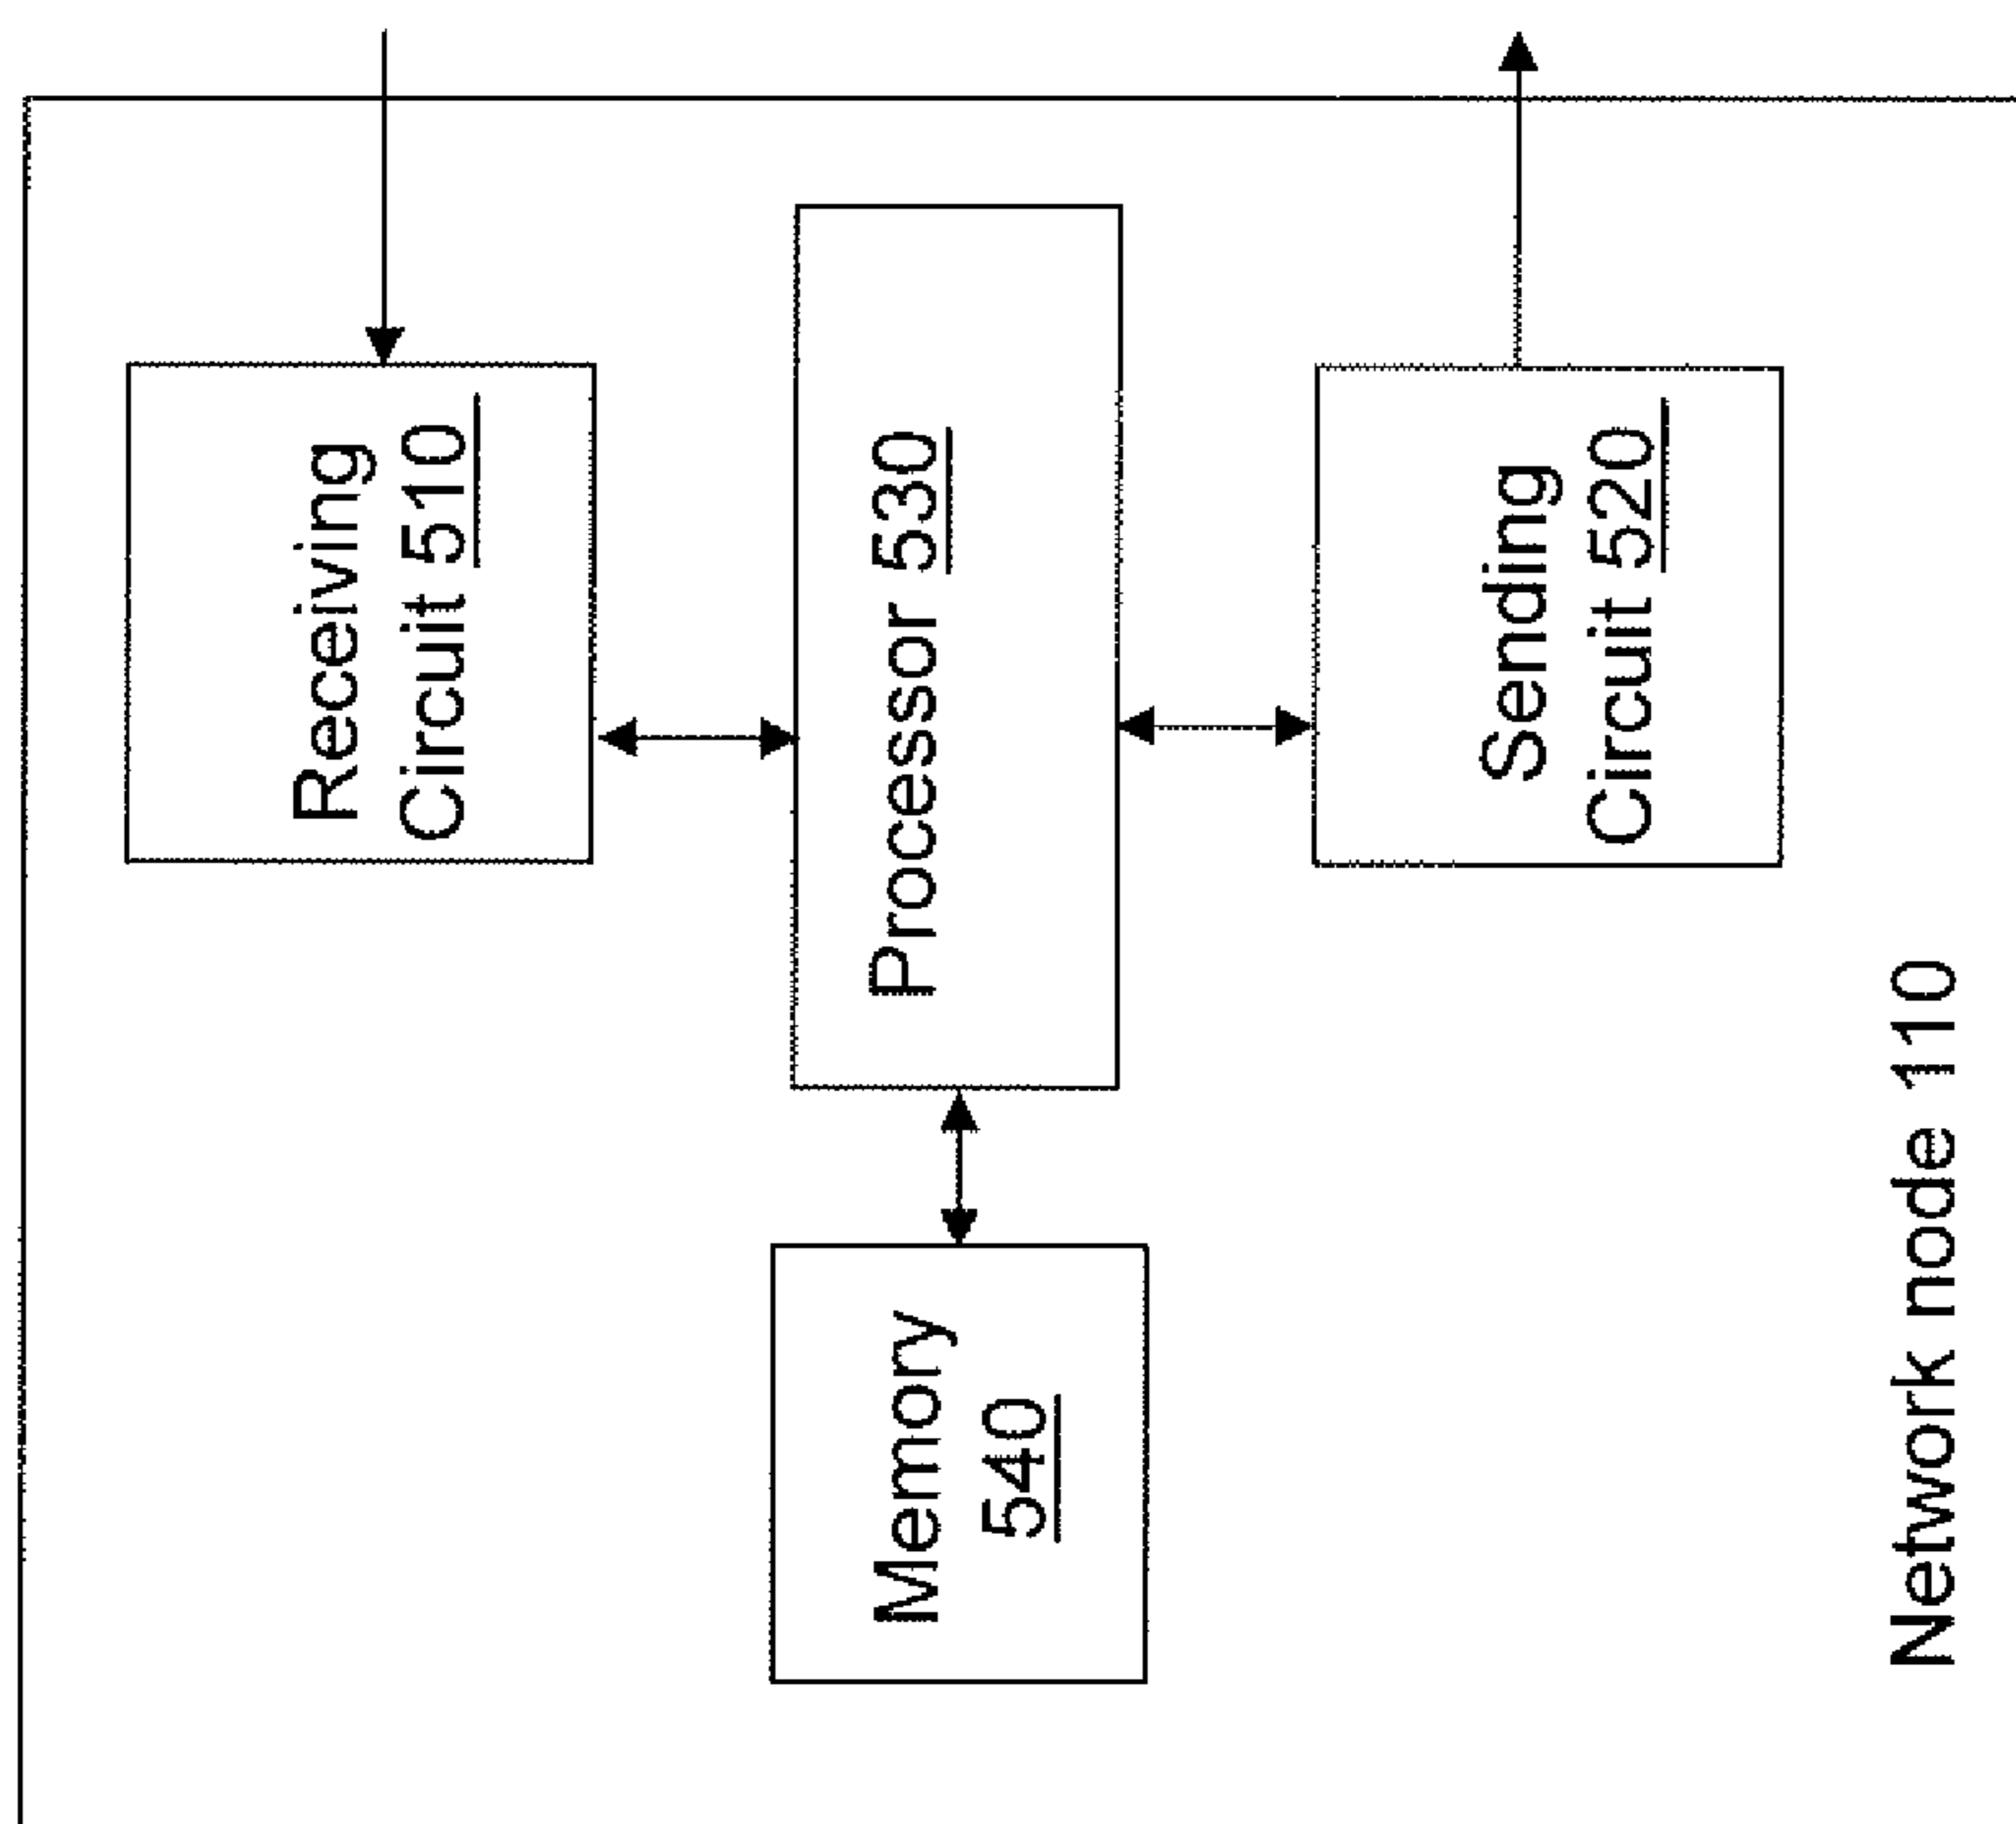 Receiving
Circuit 510
Processor 530
Memory
540
Sending
Circuit 520
Network node 110